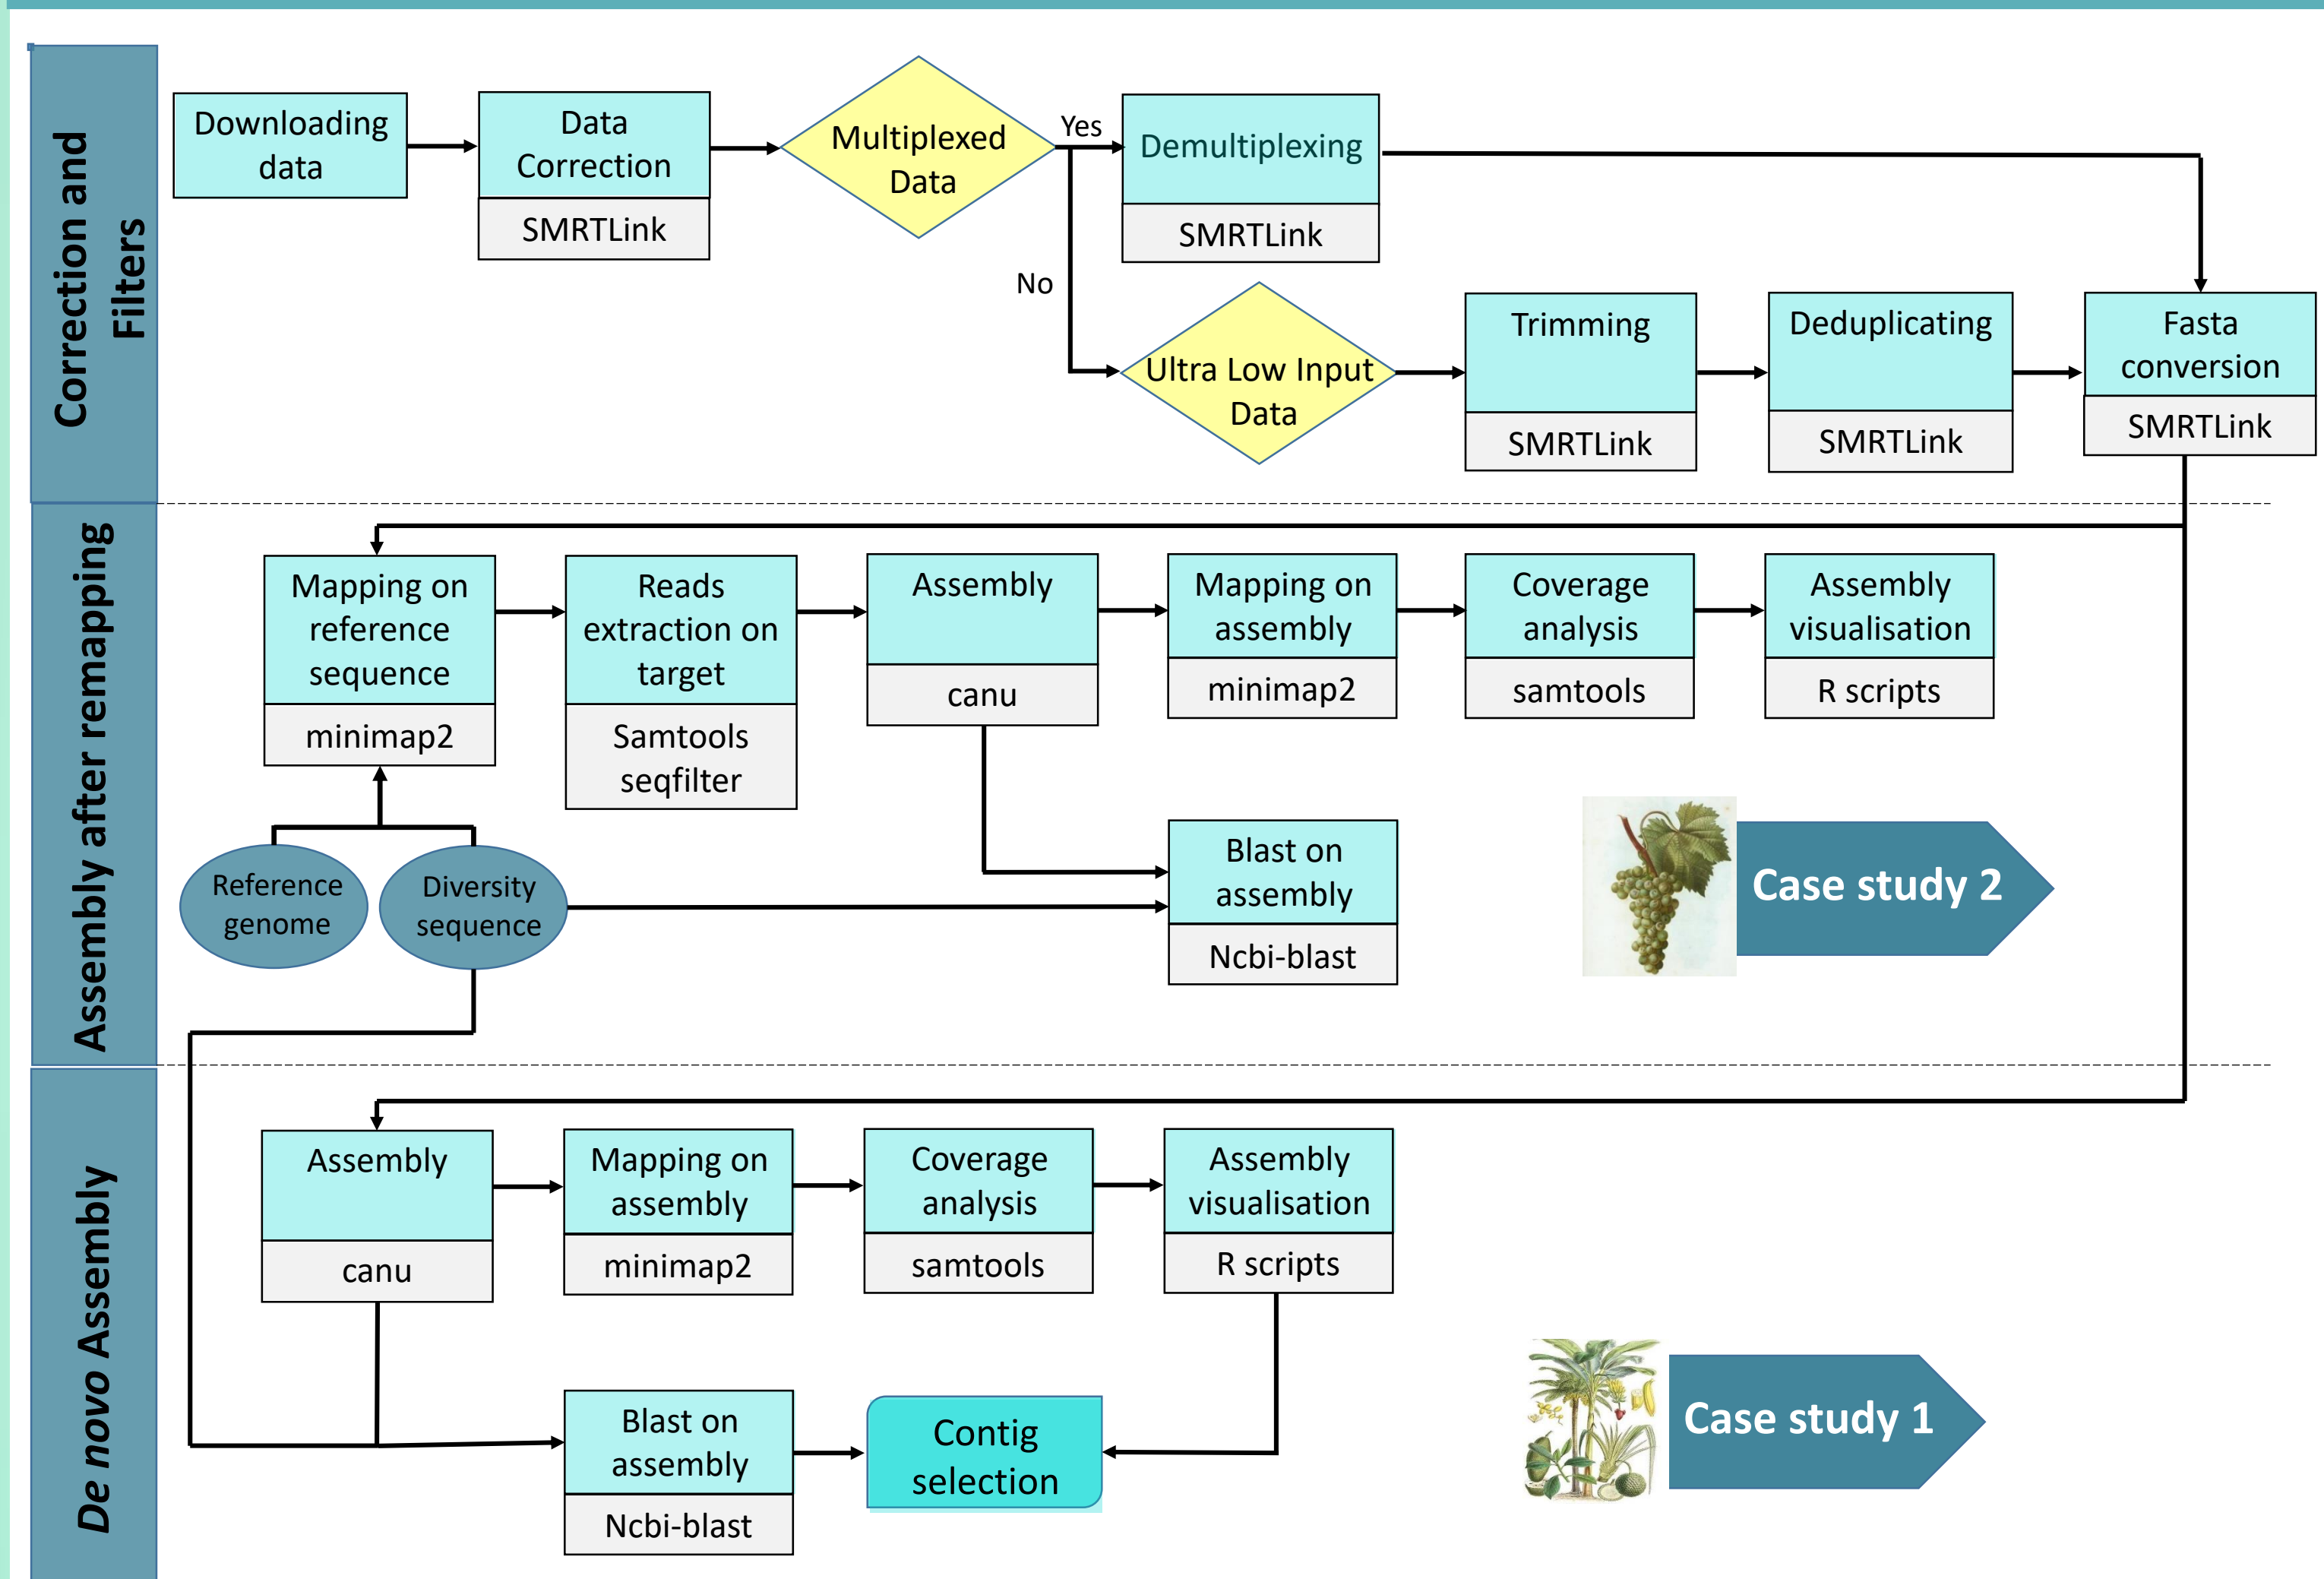 Correction and
Filters
Downloading
data
Data
Correction
SMRTLink
Multiplexed
Data
Yes
No
Demultiplexing
SMRTLink
Ultra Low Input
Data
Trimming
SMRTLink
Deduplicating
SMRTLink
Fasta
conversion
SMRTLink
Assembly after remapping
Mapping on
reference
sequence
minimap2
Reads
extraction on
target
Samtools
seqfilter
Assembly
canu
Mapping on
assembly
minimap2
Coverage
analysis
samtools
Assembly
visualisation
R scripts
Reference
genome
Diversity
sequence
Blast on
assembly
Ncbi-blast
Case study 2
De novo Assembly
Assembly
canu
Mapping on
assembly
minimap2
Coverage
analysis
samtools
Assembly
visualisation
R scripts
Blast on
assembly
Ncbi-blast
Contig
selection
Case study 1